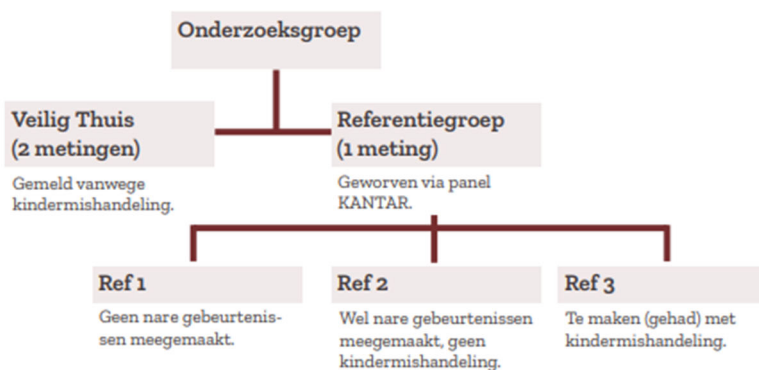 Onderzoeksgroep
Veilig Thuis
(2 metingen)
Gemeld vanwege
kindermishandeling.
Referentiegroep
(1 meting)
Geworven via panel
KANTAR.
Ref 1
Geen nare gebeurtenis-
sen meegemaakt.
Ref 2
Wel nare gebeurtenissen
meegemaakt, geen
kindermishandeling.
Ref 3
Te maken (gehad) met
kindermishandeling.